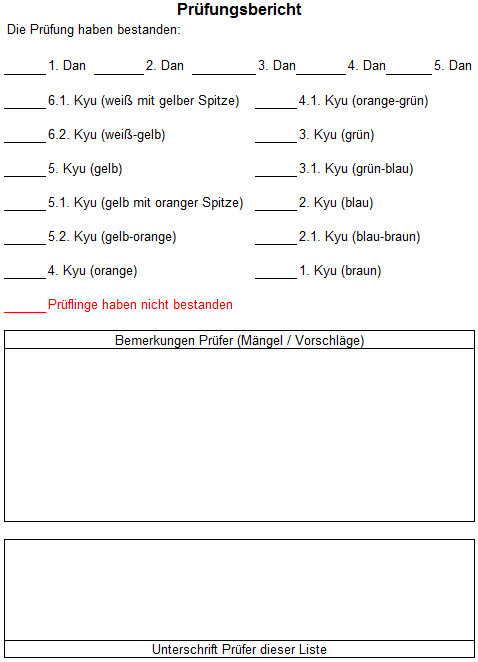 Prüfungsbericht
Die Prüfung haben bestanden:
______ 1. Dan ______ 2. Dan ______ 3. Dan ______ 4. Dan ______ 5. Dan
______ 6.1. Kyu (weiß mit gelber Spitze) ______ 4.1. Kyu (orange-grün)
______ 6.2. Kyu (weiß-gelb) ______ 3. Kyu (grün)
______ 5. Kyu (gelb) ______ 3.1. Kyu (grün-blau)
______ 5.1. Kyu (gelb mit oranger Spitze) ______ 2. Kyu (blau)
______ 5.2. Kyu (gelb-orange) ______ 2.1. Kyu (blau-braun)
______ 4. Kyu (orange) ______ 1. Kyu (braun)
______ Prüflinge haben nicht bestanden
Bemerkungen Prüfer (Mängel / Vorschläge)
Unterschrift Prüfer dieser Liste